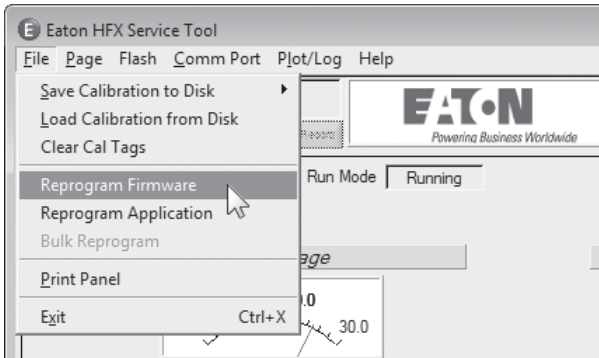 Eaton HFX Service Tool
File Page Flash Comm Port Plot/Log Help
Save Calibration to Disk
Load Calibration from Disk
Clear Cal Tags
Reprogram Firmware
Reprogram Application
Bulk Reprogram
Print Panel
Exit Ctrl+X
EATON
Powering Business Worldwide
Run Mode Running
age
.0
30.0